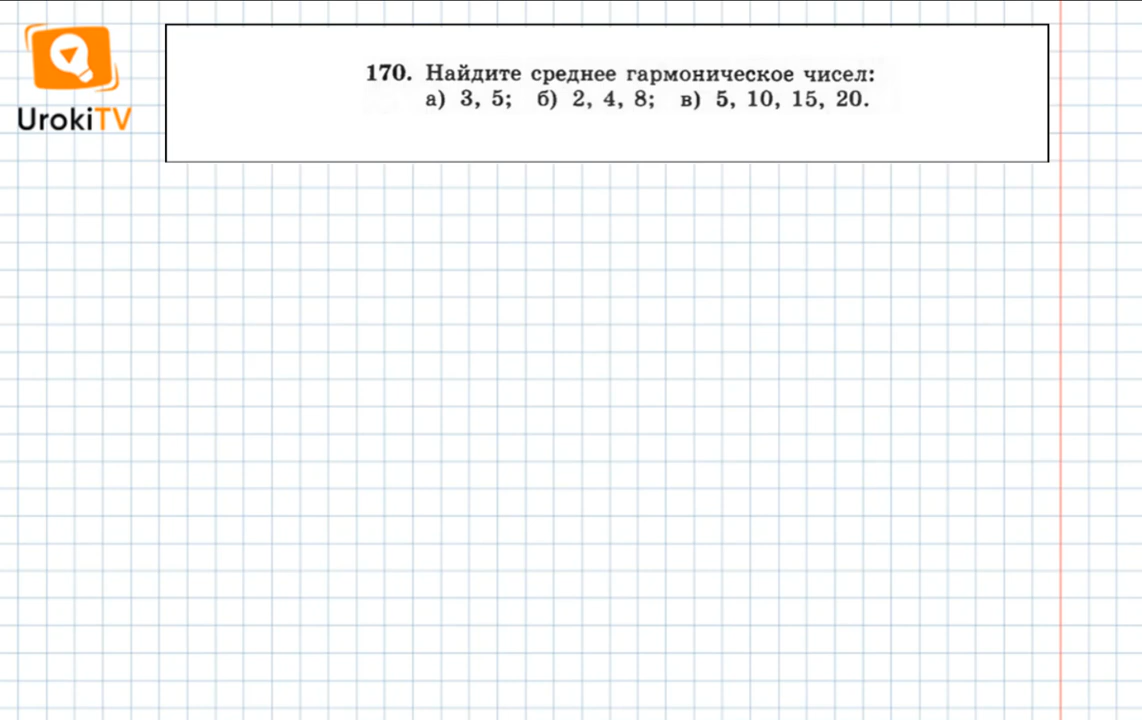 UrokiTV
170. Найдите среднее гармоническое чисел:
а) 3, 5; б) 2, 4, 8; в) 5, 10, 15, 20.